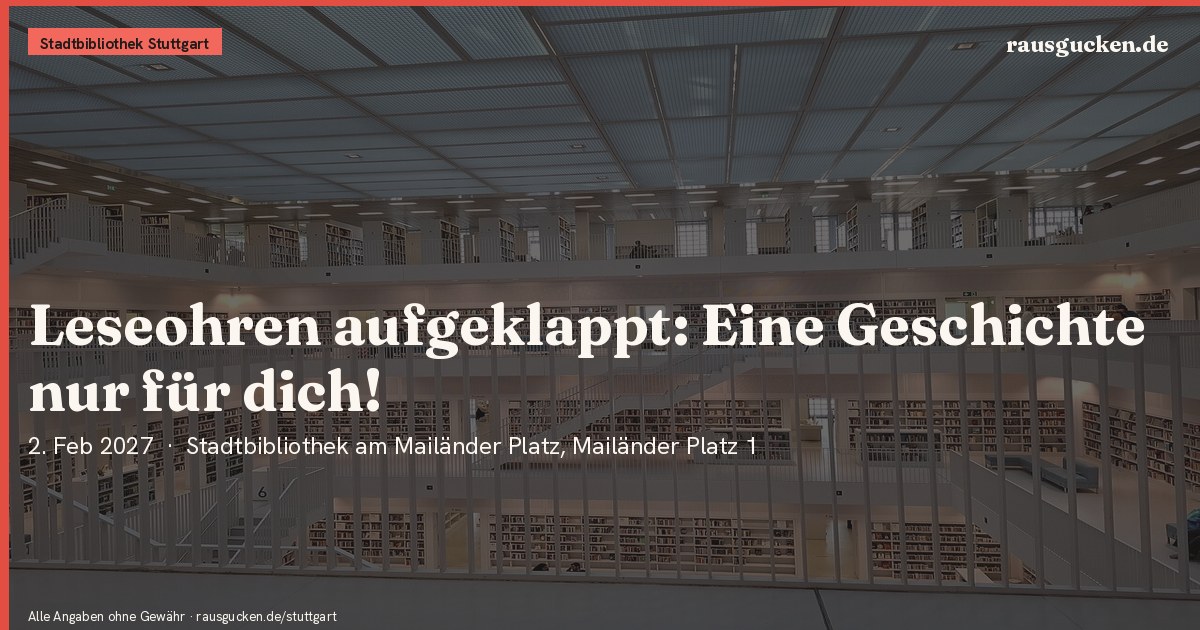 Stadtbibliothek Stuttgart
rausgucken.de
Leseohren aufgeklappt: Eine Geschichte
nur für dich!
2. Feb 2027 · Stadtbibliothek am Mailänder Platz, Mailänder Platz 1
6
Alle Angaben ohne Gewähr · rausgucken.de/stuttgart